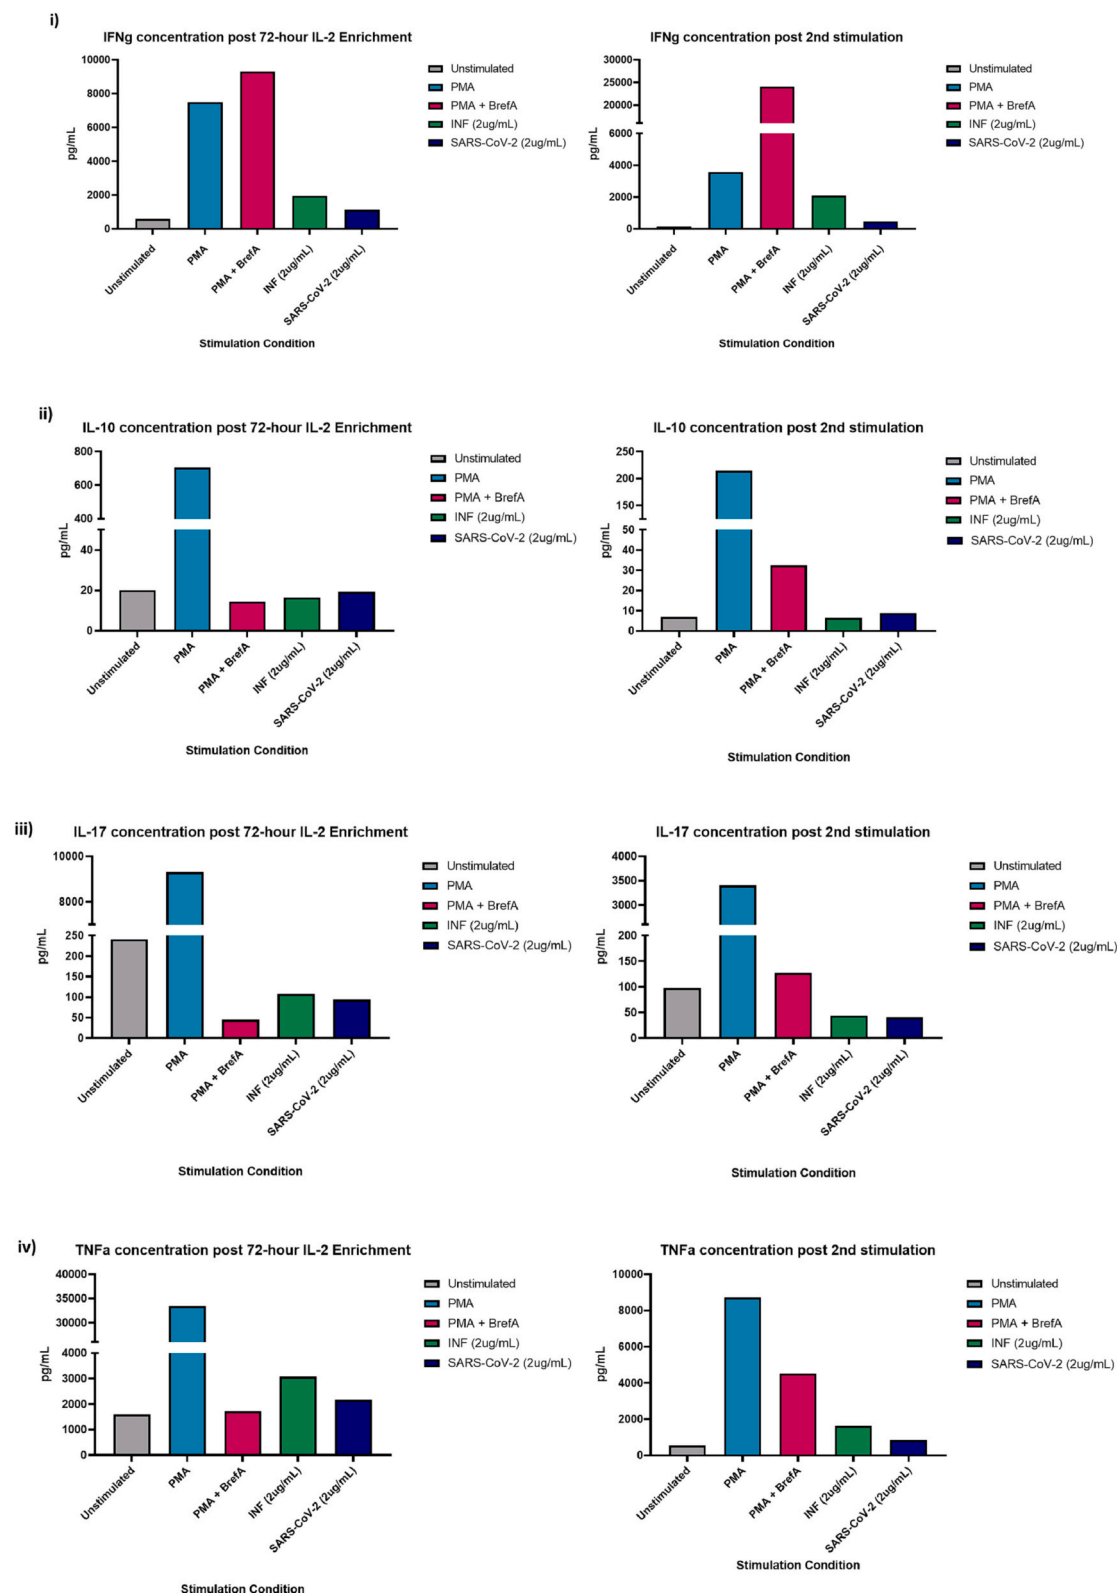 i)
IFNg concentration post 72-hour IL-2 Enrichment
10000
8000
6000
4000
2000
0
pg/mL
Unstimulated
PMA
PMA + BrefA
INF (2ug/mL)
SARS-CoV-2 (2ug/mL)
Unstimulated
PMA
PMA + BrefA
INF (2ug/mL)
SARS-CoV-2 (2ug/mL)
Stimulation Condition
IFNg concentration post 2nd stimulation
30000
25000
20000
6000
4000
2000
0
pg/mL
Unstimulated
PMA
PMA + BrefA
INF (2ug/mL)
SARS-CoV-2 (2ug/mL)
Unstimulated
PMA
PMA + BrefA
INF (2ug/mL)
SARS-CoV-2 (2ug/mL)
Stimulation Condition
ii)
IL-10 concentration post 72-hour IL-2 Enrichment
800
600
400
40
20
0
pg/mL
Unstimulated
PMA
PMA + BrefA
INF (2ug/mL)
SARS-CoV-2 (2ug/mL)
Unstimulated
PMA
PMA + BrefA
INF (2ug/mL)
SARS-CoV-2 (2ug/mL)
Stimulation Condition
IL-10 concentration post 2nd stimulation
250
200
150
50
40
30
20
10
0
pg/mL
Unstimulated
PMA
PMA + BrefA
INF (2ug/mL)
SARS-CoV-2 (2ug/mL)
Unstimulated
PMA
PMA + BrefA
INF (2ug/mL)
SARS-CoV-2 (2ug/mL)
Stimulation Condition
iii)
IL-17 concentration post 72-hour IL-2 Enrichment
10000
8000
250
200
150
100
50
0
pg/mL
Unstimulated
PMA
PMA + BrefA
INF (2ug/mL)
SARS-CoV-2 (2ug/mL)
Unstimulated
PMA
PMA + BrefA
INF (2ug/mL)
SARS-CoV-2 (2ug/mL)
Stimulation Condition
IL-17 concentration post 2nd stimulation
4000
3500
3000
200
150
100
50
0
pg/mL
Unstimulated
PMA
PMA + BrefA
INF (2ug/mL)
SARS-CoV-2 (2ug/mL)
Unstimulated
PMA
PMA + BrefA
INF (2ug/mL)
SARS-CoV-2 (2ug/mL)
Stimulation Condition
iv)
TNFa concentration post 72-hour IL-2 Enrichment
40000
35000
30000
4000
3000
2000
1000
0
pg/mL
Unstimulated
PMA
PMA + BrefA
INF (2ug/mL)
SARS-CoV-2 (2ug/mL)
Unstimulated
PMA
PMA + BrefA
INF (2ug/mL)
SARS-CoV-2 (2ug/mL)
Stimulation Condition
TNFa concentration post 2nd stimulation
10000
8000
6000
4000
2000
0
pg/mL
Unstimulated
PMA
PMA + BrefA
INF (2ug/mL)
SARS-CoV-2 (2ug/mL)
Unstimulated
PMA
PMA + BrefA
INF (2ug/mL)
SARS-CoV-2 (2ug/mL)
Stimulation Condition